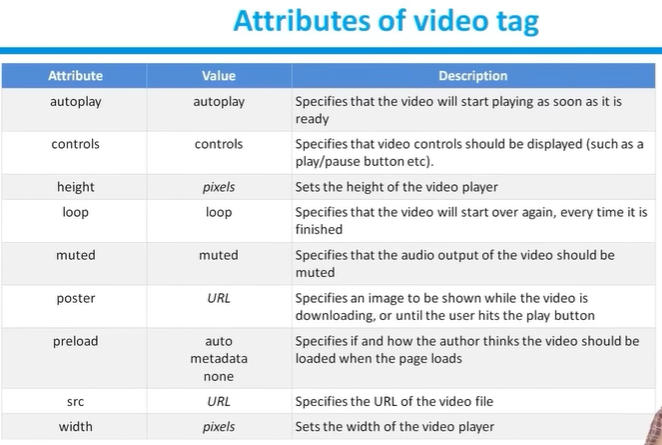 Attributes of video tag
Attribute Value Description
autoplay autoplay Specifies that the video will start playing as soon as it is
ready
controls controls Specifies that video controls should be displayed (such as a
play/pause button etc).
height pixels Sets the height of the video player
loop loop Specifies that the video will start over again, every time it is
finished
muted muted Specifies that the audio output of the video should be
muted
poster URL Specifies an image to be shown while the video is
downloading, or until the user hits the play button
preload auto Specifies if and how the author thinks the video should be
metadata loaded when the page loads
none
src URL Specifies the URL of the video file
width pixels Sets the width of the video player